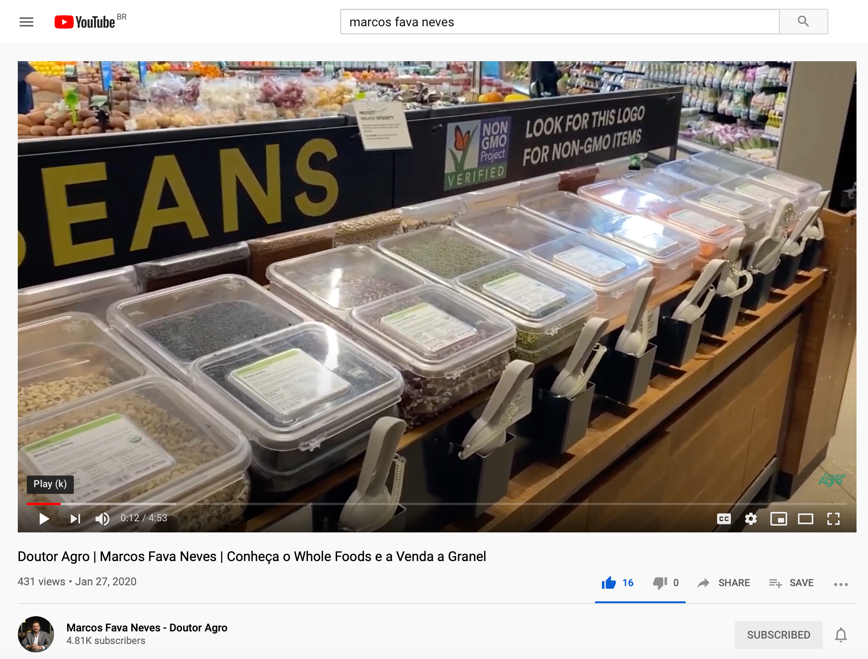 YouTube BR
marcos fava neves
EANS
NON
GMO
Project
VERIFIED
LOOK FOR THIS LOGO
FOR NON-GMO ITEMS
Play (k)
0:12 / 4:53
CC
Doutor Agro | Marcos Fava Neves | Conheça o Whole Foods e a Venda a Granel
431 views • Jan 27, 2020
16
0
SHARE
SAVE
Marcos Fava Neves - Doutor Agro
4.81K subscribers
SUBSCRIBED